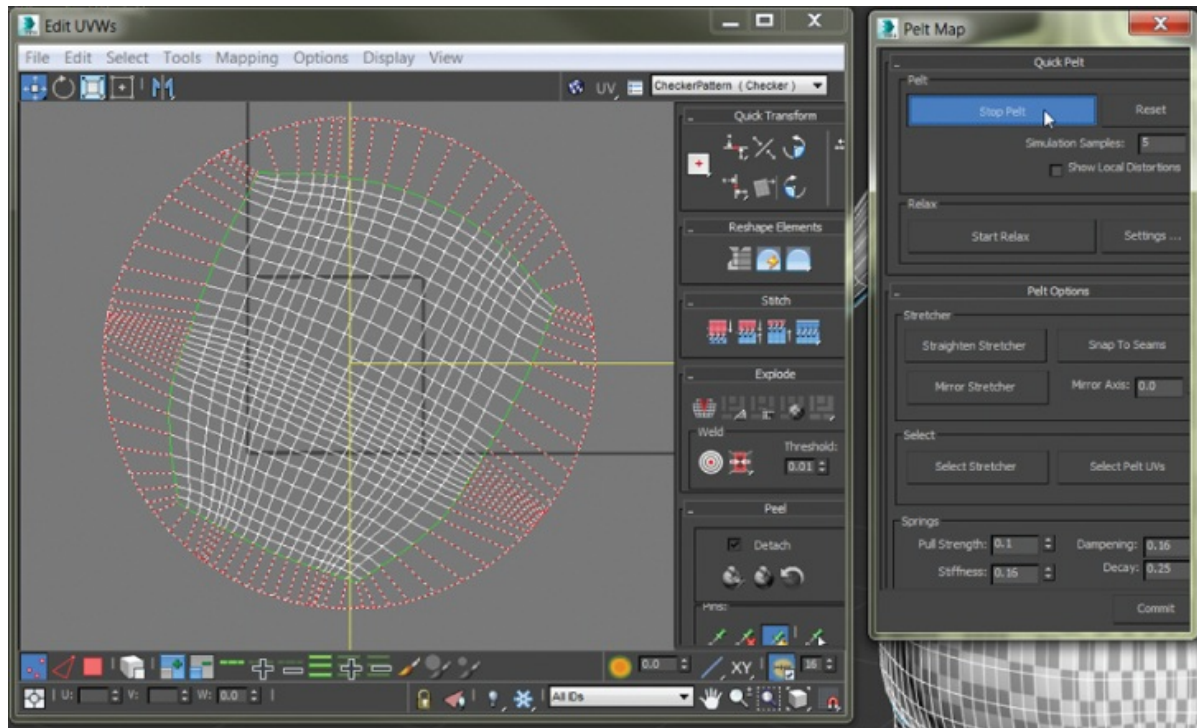 Edit UVWs
File Edit Select Tools Mapping Options Display View
UV CheckerPattern ( Checker )
Quick Transform
Reshape Elements
Stitch
Explode
Weld
Threshold:
0.01
Peel
Detach
Pins:
0.0 XY 16
U: V: W: 0.0 All IDs
Pelt Map
Quick Pelt
Pelt
Stop Pelt Reset
Simulation Samples: 5
Show Local Distortions
Relax
Start Relax Settings ...
Pelt Options
Stretcher
Straighten Stretcher Snap To Seams
Mirror Stretcher Mirror Axis: 0.0
Select
Select Stretcher Select Pelt UVs
Springs
Pull Strength: 0.1 Dampening: 0.16
Stiffness: 0.16 Decay: 0.25
Commit